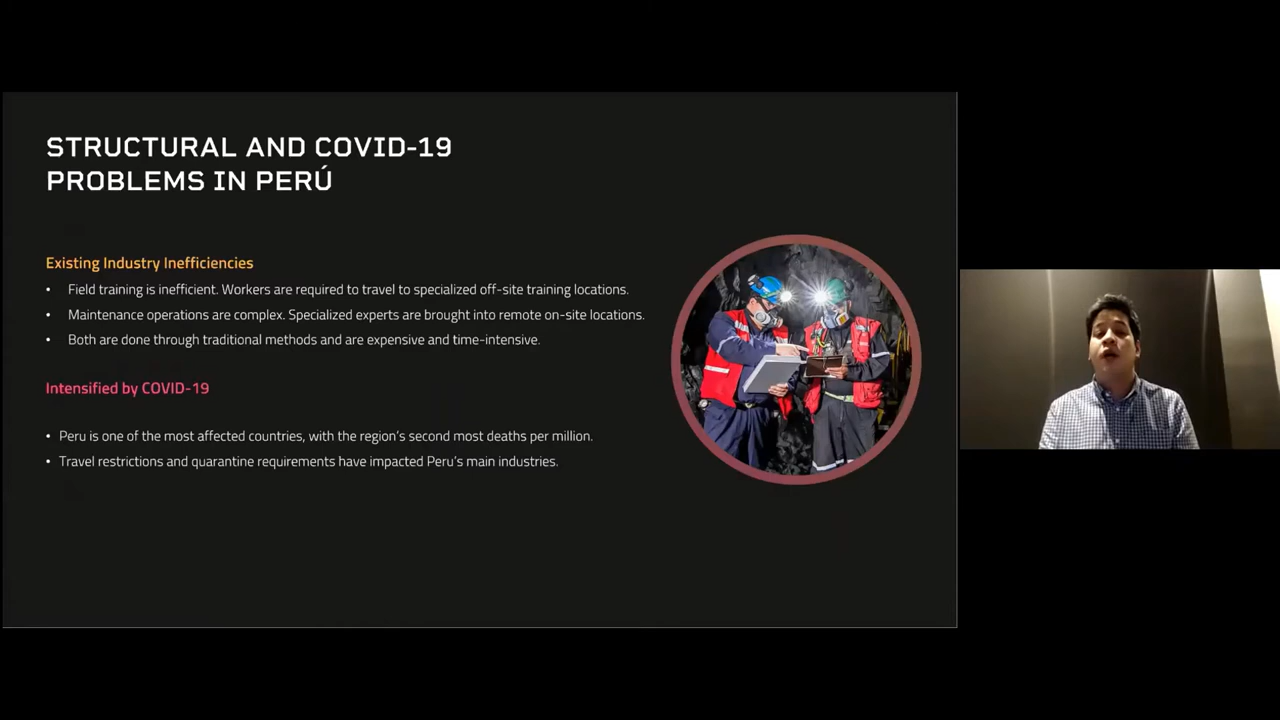 STRUCTURAL AND COVID-19
PROBLEMS IN PERÚ
Existing Industry Inefficiencies
• Field training is inefficient. Workers are required to travel to specialized off-site training locations.
• Maintenance operations are complex. Specialized experts are brought into remote on-site locations.
• Both are done through traditional methods and are expensive and time-intensive.
Intensified by COVID-19
• Peru is one of the most affected countries, with the region's second most deaths per million.
• Travel restrictions and quarantine requirements have impacted Peru's main industries.